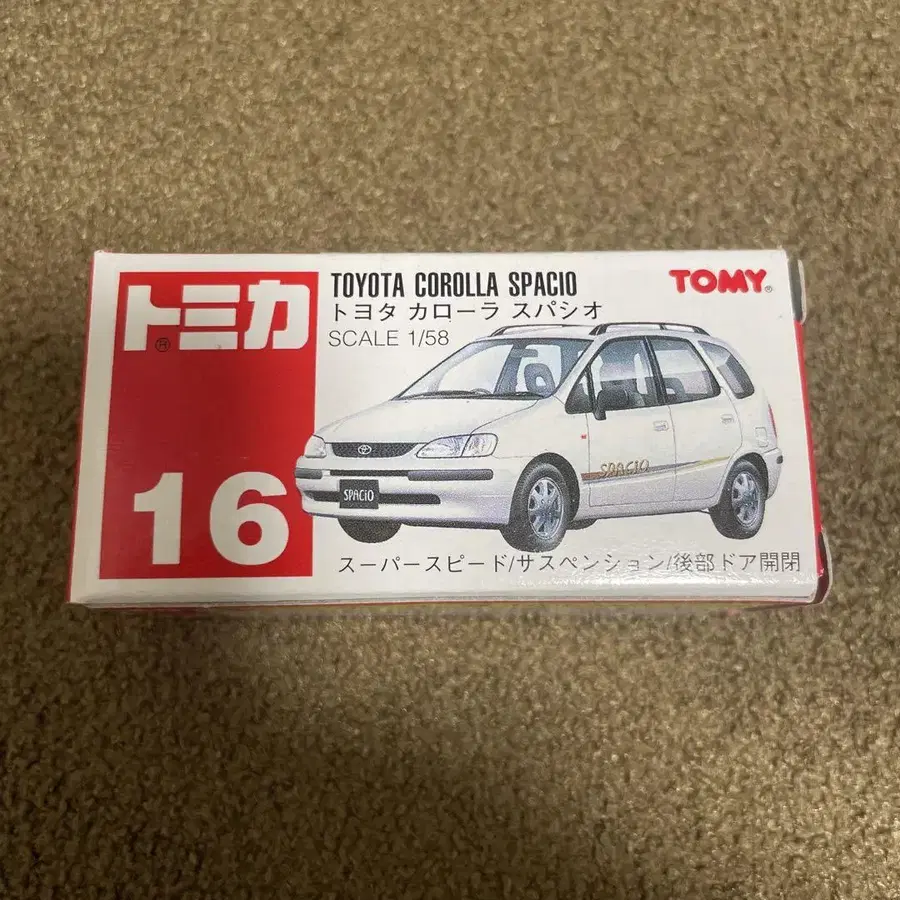 トミカ
16
TOYOTA COROLLA SPACIO
トヨタ カローラ スパシオ
SCALE 1/58
TOMY®
SPACiO
SPACiO
スーパースピード/サスペンション/後部ドア開閉